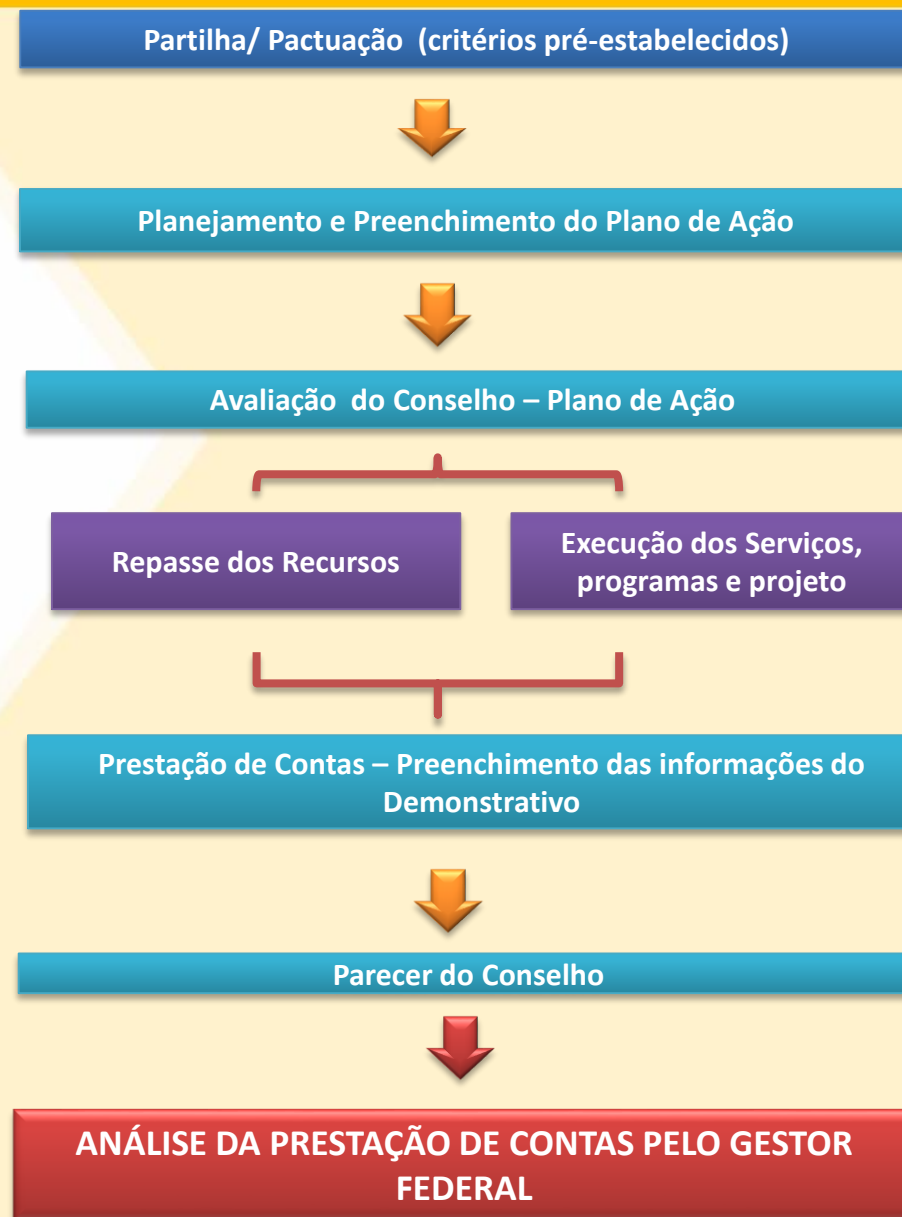 Partilha/ Pactuação (critérios pré-estabelecidos)
Planejamento e Preenchimento do Plano de Ação
Avaliação do Conselho – Plano de Ação
Repasse dos Recursos
Execução dos Serviços,
programas e projeto
Prestação de Contas – Preenchimento das informações do
Demonstrativo
Parecer do Conselho
ANÁLISE DA PRESTAÇÃO DE CONTAS PELO GESTOR
FEDERAL